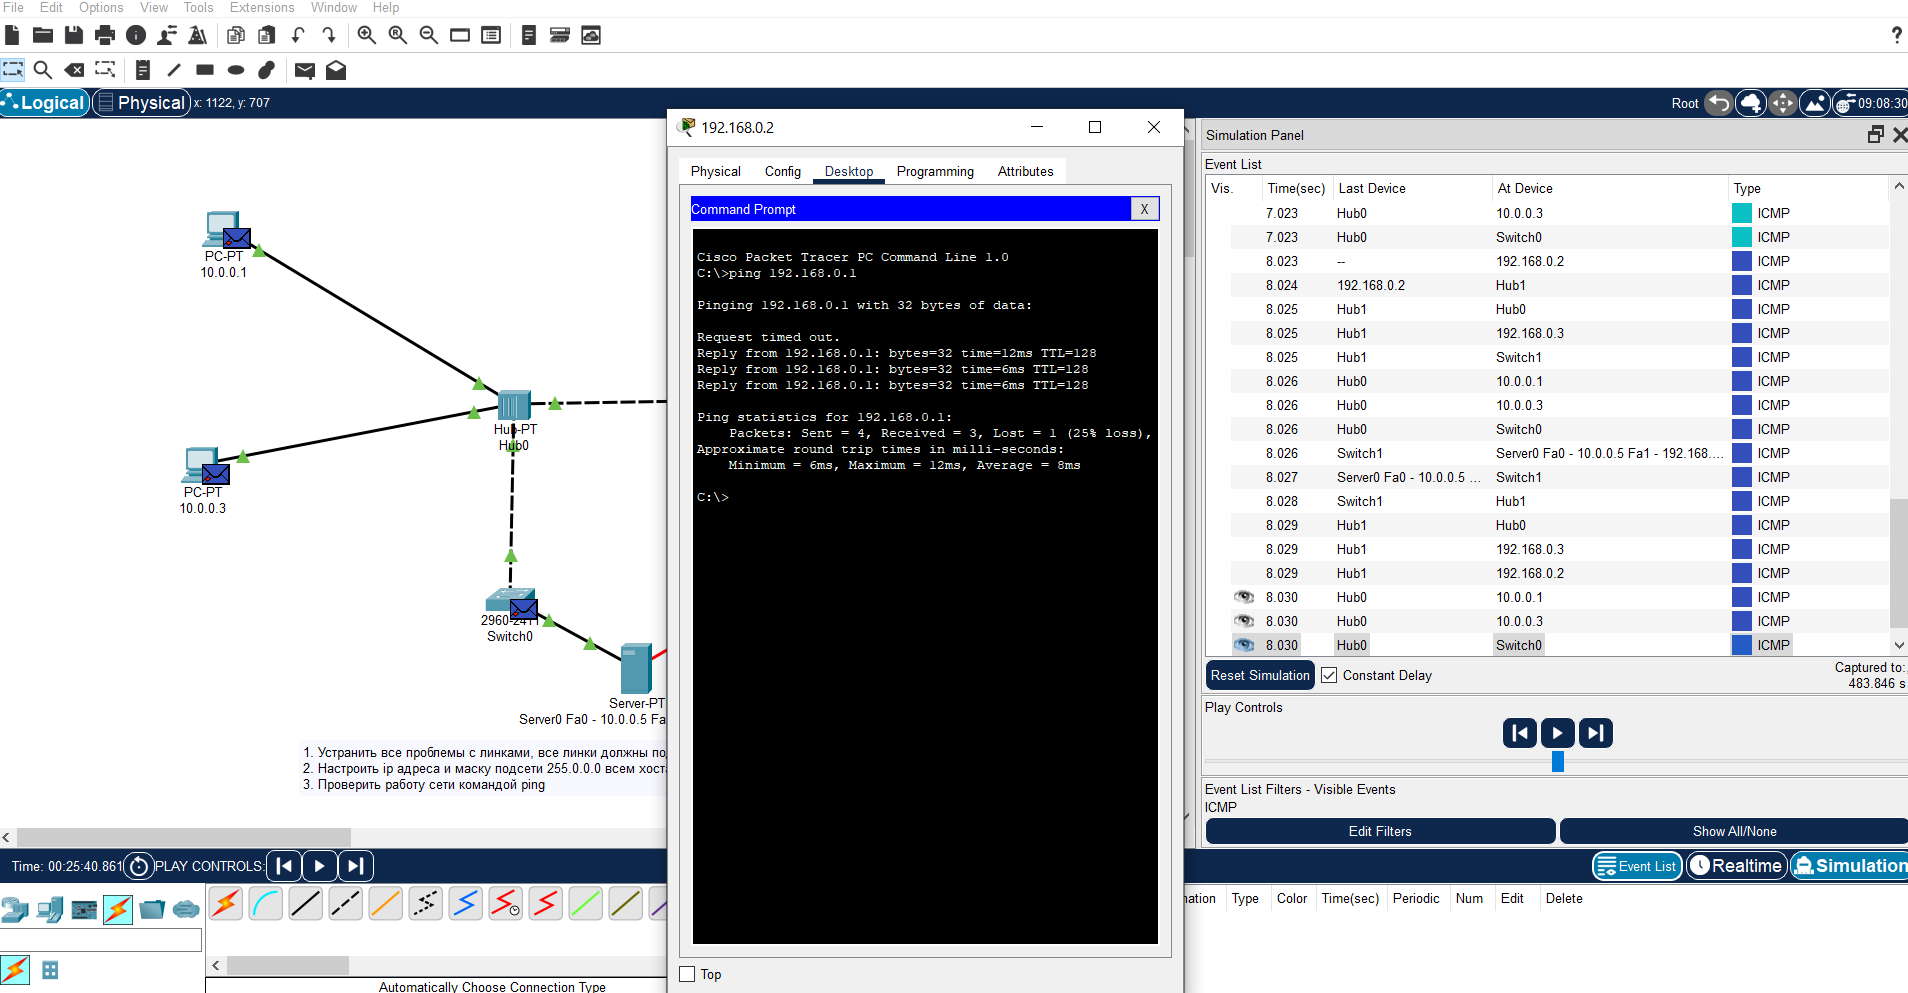 File Edit Options View Tools Extensions Window Help
?
Logical Physical x: 1122, y: 707
Root 09:08:30
PC-PT
10.0.0.1
PC-PT
10.0.0.3
Hub-PT
Hub0
2960-24TT
Switch0
Server-PT
Server0 Fa0 - 10.0.0.5 Fa
1. Устранить все проблемы с линками, все линки должны по
2. Настроить ip адреса и маску подсети 255.0.0.0 всем хост
3. Проверить работу сети командой ping
192.168.0.2
Physical Config Desktop Programming Attributes
Command Prompt X
Cisco Packet Tracer PC Command Line 1.0
C:\>ping 192.168.0.1
Pinging 192.168.0.1 with 32 bytes of data:
Request timed out.
Reply from 192.168.0.1: bytes=32 time=12ms TTL=128
Reply from 192.168.0.1: bytes=32 time=6ms TTL=128
Reply from 192.168.0.1: bytes=32 time=6ms TTL=128
Ping statistics for 192.168.0.1:
Packets: Sent = 4, Received = 3, Lost = 1 (25% loss),
Approximate round trip times in milli-seconds:
Minimum = 6ms, Maximum = 12ms, Average = 8ms
C:\>
Top
Simulation Panel
Event List
Vis. Time(sec) Last Device At Device Type
7.023 Hub0 10.0.0.3 ICMP
7.023 Hub0 Switch0 ICMP
8.023 -- 192.168.0.2 ICMP
8.024 192.168.0.2 Hub1 ICMP
8.025 Hub1 Hub0 ICMP
8.025 Hub1 192.168.0.3 ICMP
8.025 Hub1 Switch1 ICMP
8.026 Hub0 10.0.0.1 ICMP
8.026 Hub0 10.0.0.3 ICMP
8.026 Hub0 Switch0 ICMP
8.026 Switch1 Server0 Fa0 - 10.0.0.5 Fa1 - 192.168.... ICMP
8.027 Server0 Fa0 - 10.0.0.5 ... Switch1 ICMP
8.028 Switch1 Hub1 ICMP
8.029 Hub1 Hub0 ICMP
8.029 Hub1 192.168.0.3 ICMP
8.029 Hub1 192.168.0.2 ICMP
8.030 Hub0 10.0.0.1 ICMP
8.030 Hub0 10.0.0.3 ICMP
8.030 Hub0 Switch0 ICMP
Reset Simulation Constant Delay Captured to:
483.846 s
Play Controls
Event List Filters - Visible Events
ICMP
Edit Filters Show All/None
Time: 00:25:40.861 PLAY CONTROLS:
Event List Realtime Simulation
nation Type Color Time(sec) Periodic Num Edit Delete
Automatically Choose Connection Type